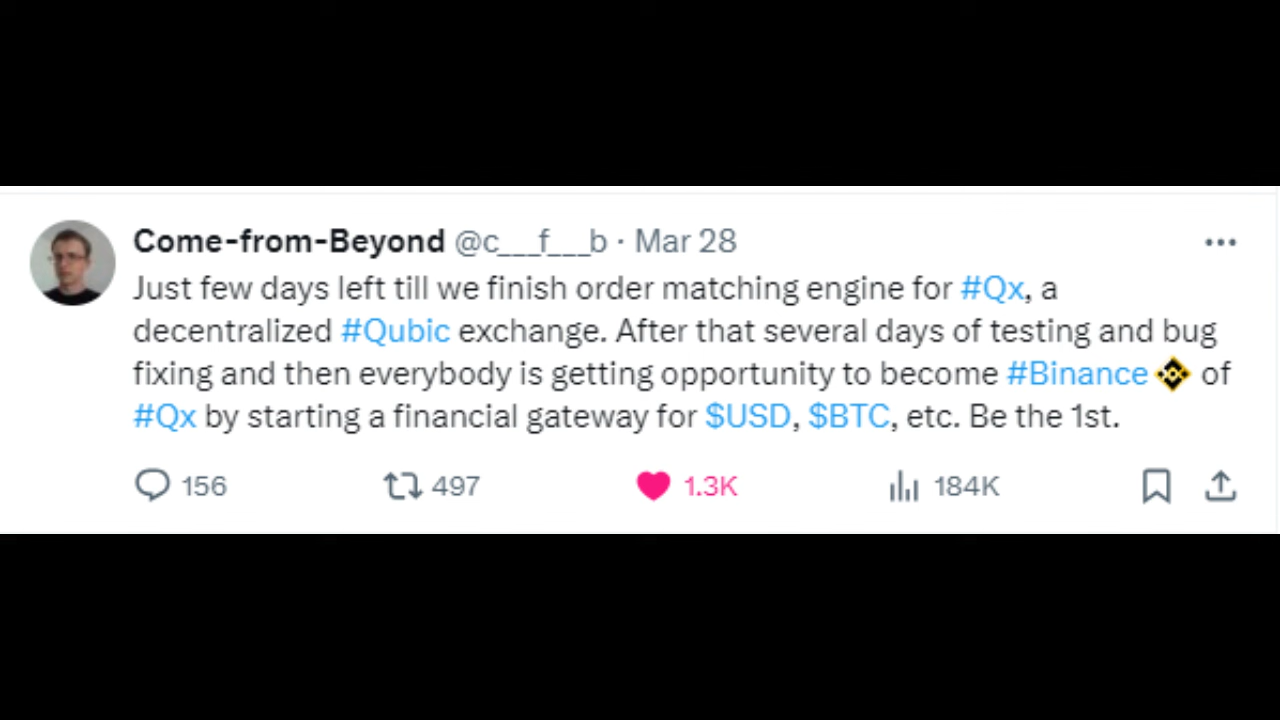 Come-from-Beyond @c___f___b · Mar 28
Just few days left till we finish order matching engine for #Qx, a
decentralized #Qubic exchange. After that several days of testing and bug
fixing and then everybody is getting opportunity to become #Binance of
#Qx by starting a financial gateway for $USD, $BTC, etc. Be the 1st.
156 497 1.3K 184K